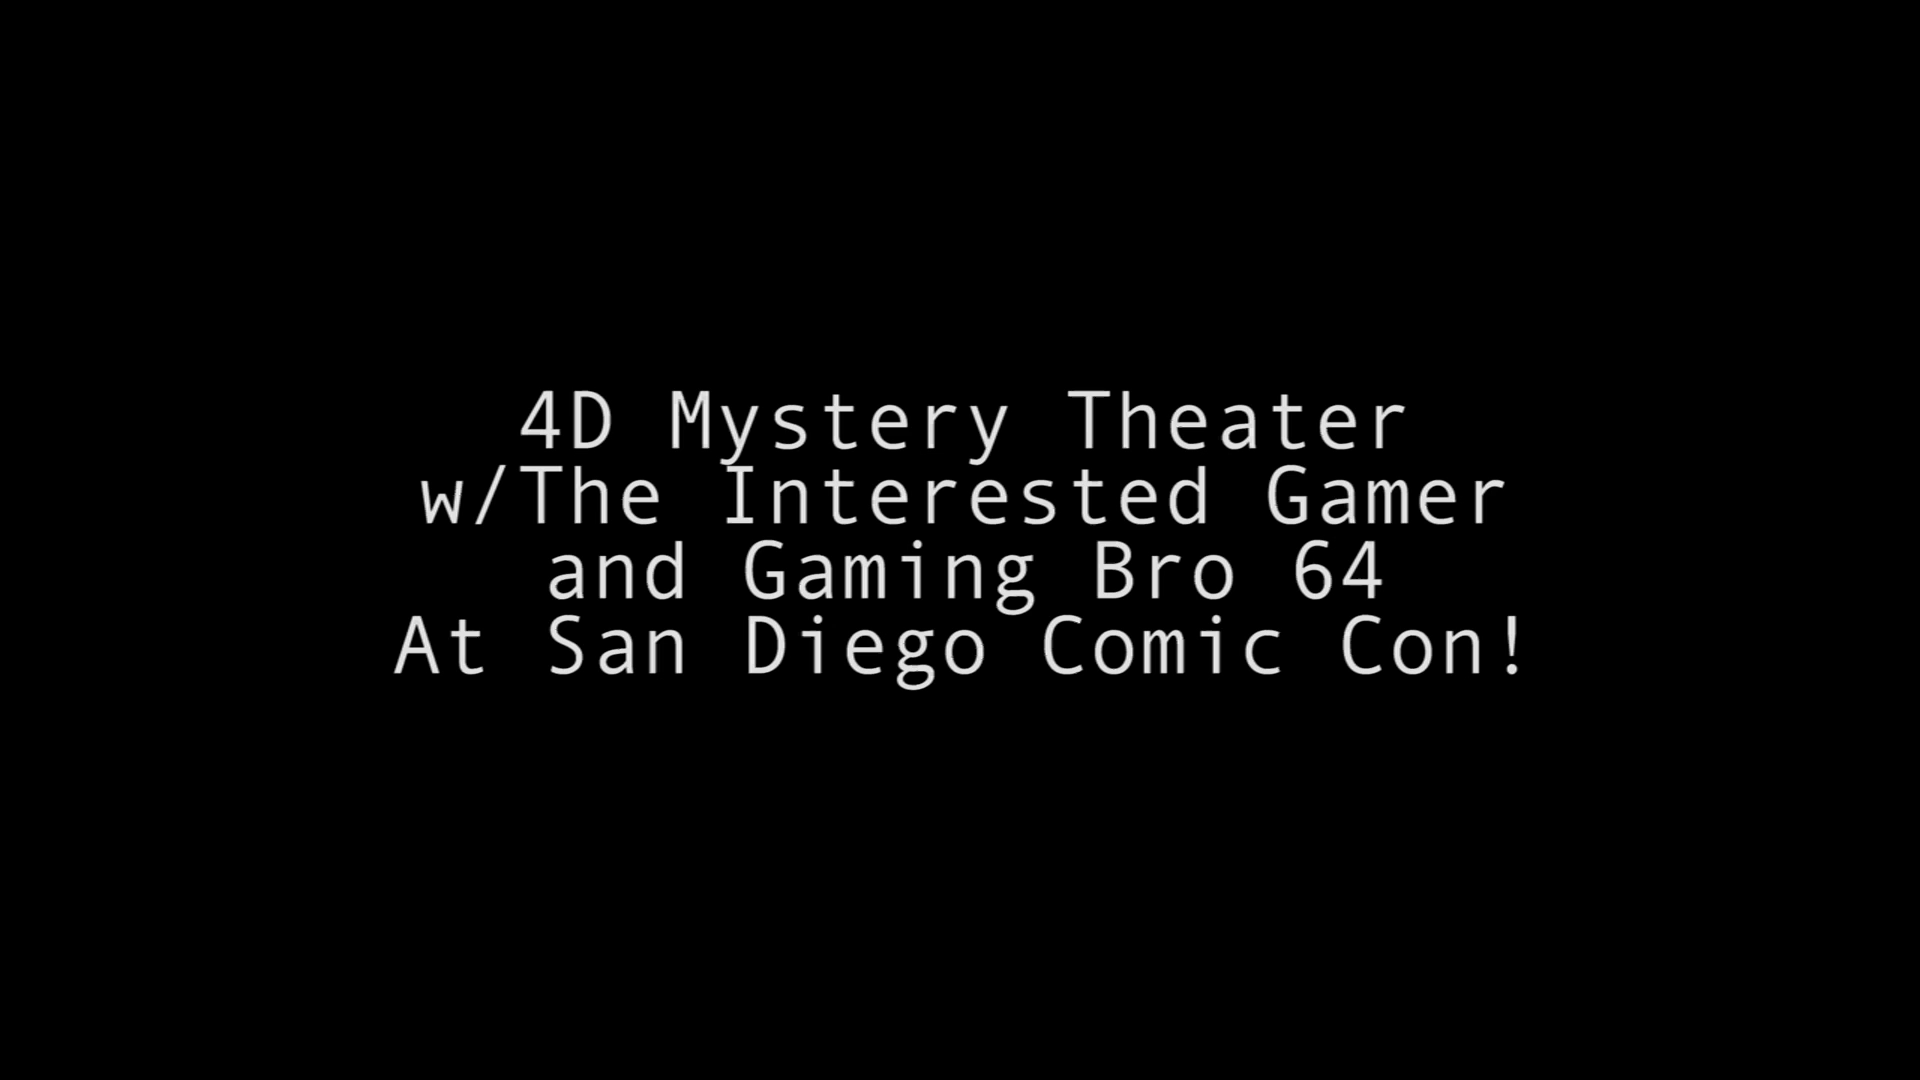 4D Mystery Theater
w/The Interested Gamer
and Gaming Bro 64
At San Diego Comic Con!